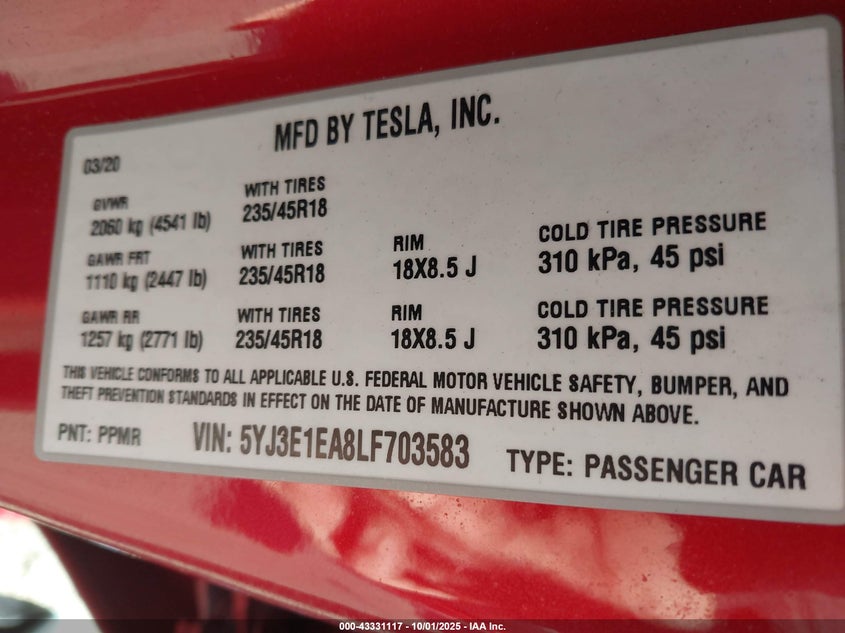 MFD BY TESLA, INC.
03/20
GVWR
2060 kg (4541 lb)
WITH TIRES
235/45R18
GAWR FRT
1110 kg (2447 lb)
WITH TIRES
235/45R18
RIM
18X8.5 J
COLD TIRE PRESSURE
310 kPa, 45 psi
GAWR RR
1257 kg (2771 lb)
WITH TIRES
235/45R18
RIM
18X8.5 J
COLD TIRE PRESSURE
310 kPa, 45 psi
THIS VEHICLE CONFORMS TO ALL APPLICABLE U.S. FEDERAL MOTOR VEHICLE SAFETY, BUMPER, AND
THEFT PREVENTION STANDARDS IN EFFECT ON THE DATE OF MANUFACTURE SHOWN ABOVE.
PNT: PPMR
VIN: 5YJ3E1EA8LF703583
TYPE: PASSENGER CAR
000-43331117 - 10/01/2025 - IAA Inc.